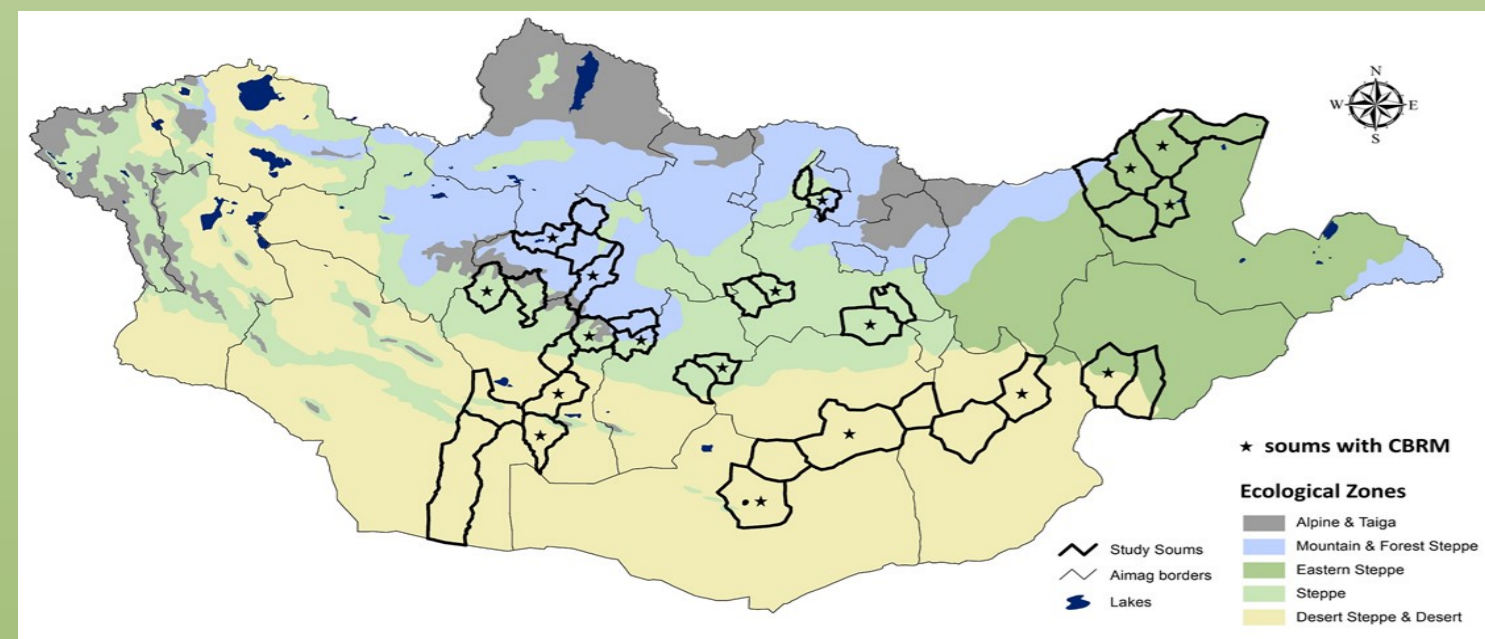 N
W E
S
★ soums with CBRM
Ecological Zones
Alpine & Taiga
Mountain & Forest Steppe
Eastern Steppe
Steppe
Desert Steppe & Desert
Study Soums
Aimag borders
Lakes